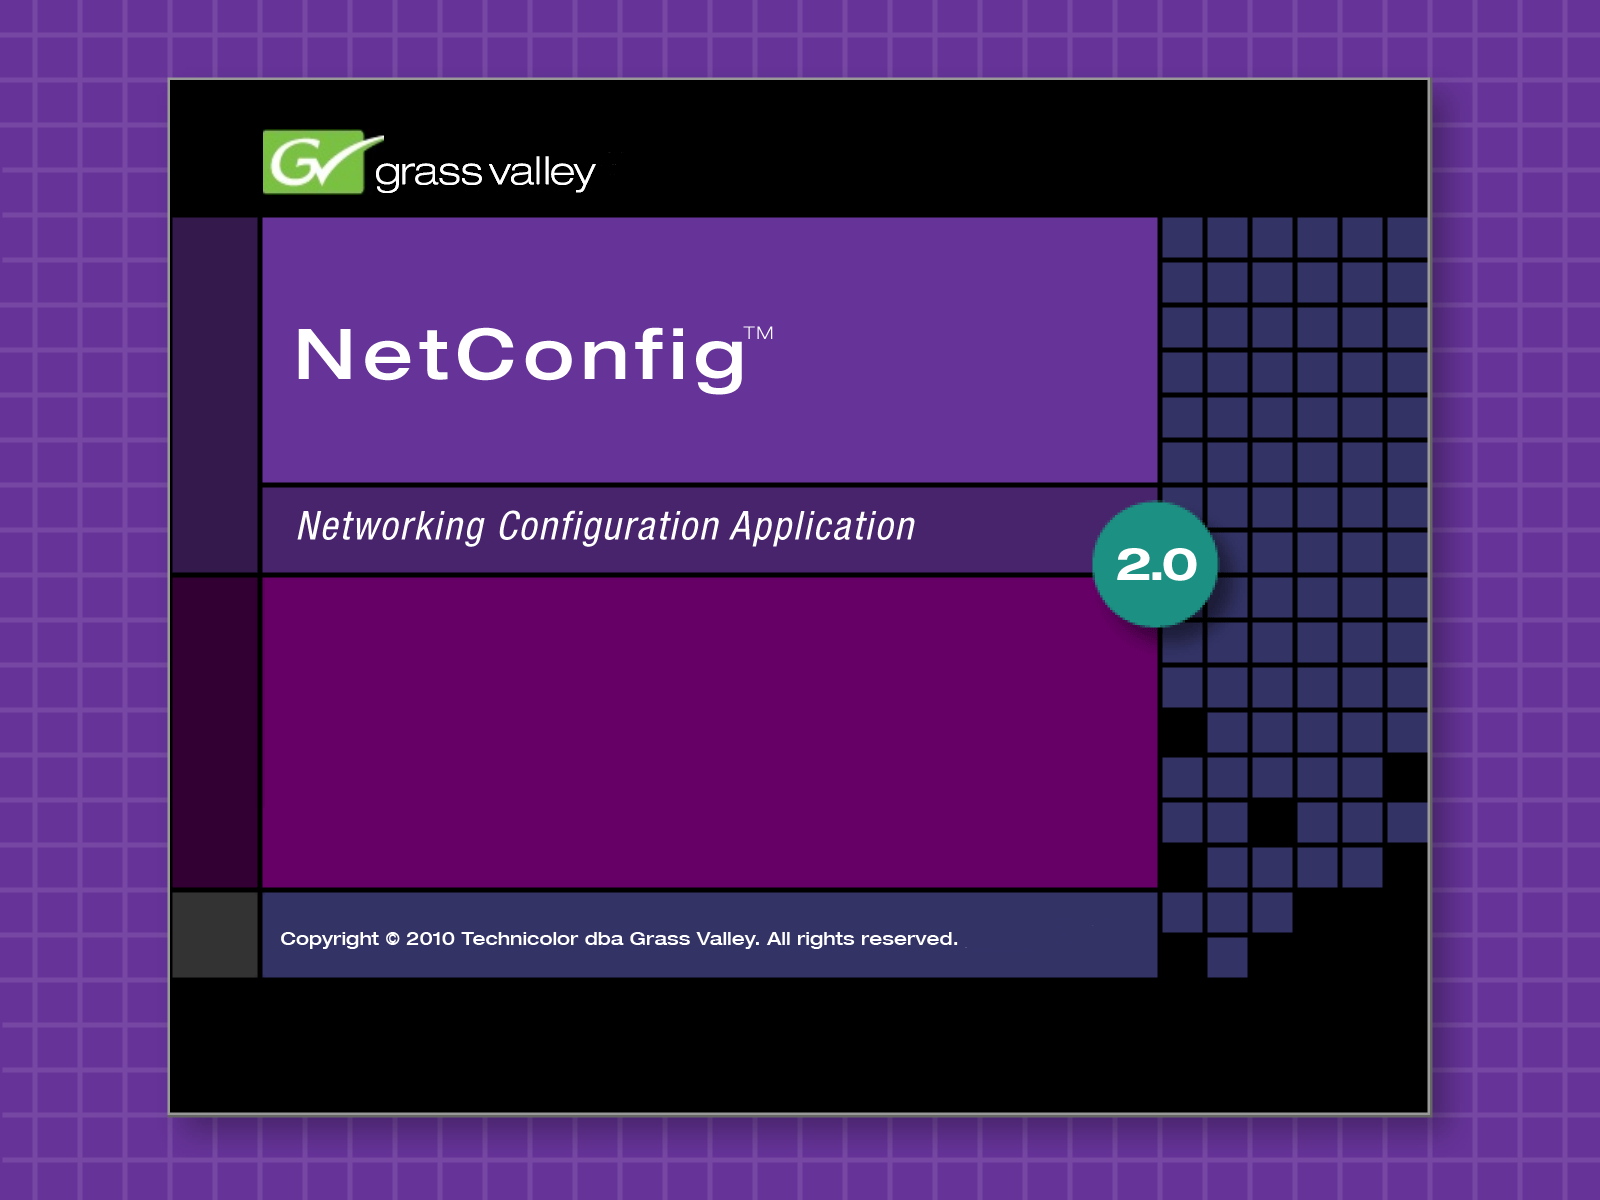 GV grass valley
NetConfig™
Networking Configuration Application
2.0
Copyright © 2010 Technicolor dba Grass Valley. All rights reserved.